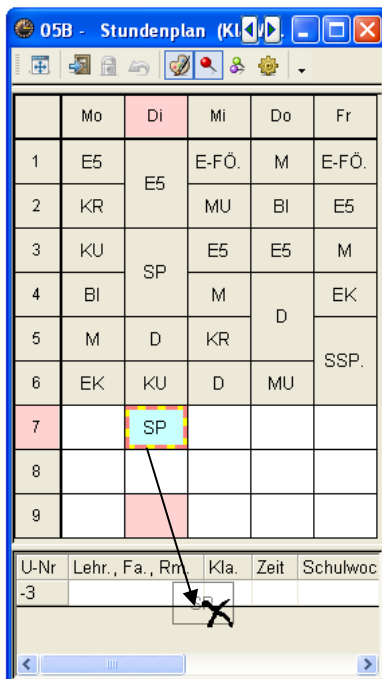 05B - Stundenplan (Kl
Mo Di Mi Do Fr
1 E5 E5 E-FÖ. M E-FÖ.
2 KR MU BI E5
3 KU SP E5 E5 M
4 BI M D EK
5 M D KR SSP.
6 EK KU D MU
7 SP
8
9
U-Nr Lehr., Fa., Rm. Kla. Zeit Schulwoc
-3
SP